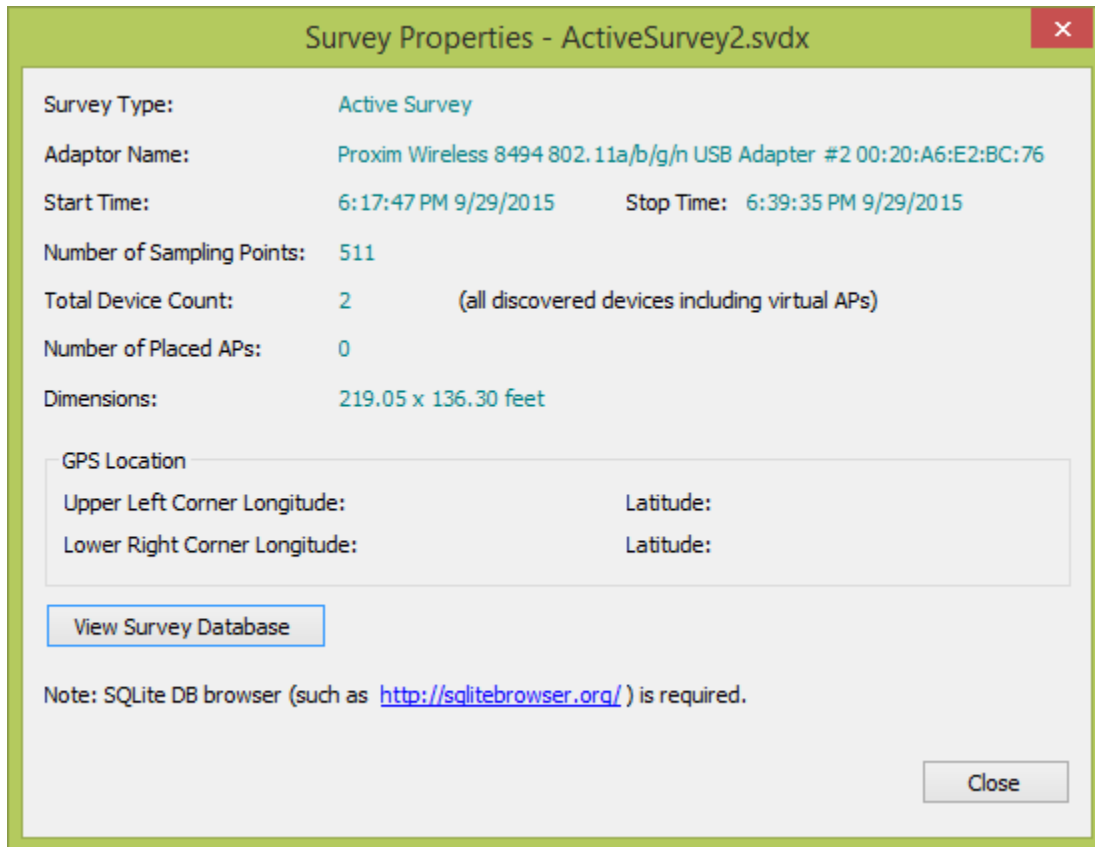 Survey Properties - ActiveSurvey2.svdx
Survey Type: Active Survey
Adaptor Name: Proxim Wireless 8494 802.11a/b/g/n USB Adapter #2 00:20:A6:E2:BC:76
Start Time: 6:17:47 PM 9/29/2015 Stop Time: 6:39:35 PM 9/29/2015
Number of Sampling Points: 511
Total Device Count: 2 (all discovered devices including virtual APs)
Number of Placed APs: 0
Dimensions: 219.05 x 136.30 feet
GPS Location
Upper Left Corner Longitude: Latitude:
Lower Right Corner Longitude: Latitude:
View Survey Database
Note: SQLite DB browser (such as http://sqlitebrowser.org/ ) is required.
Close